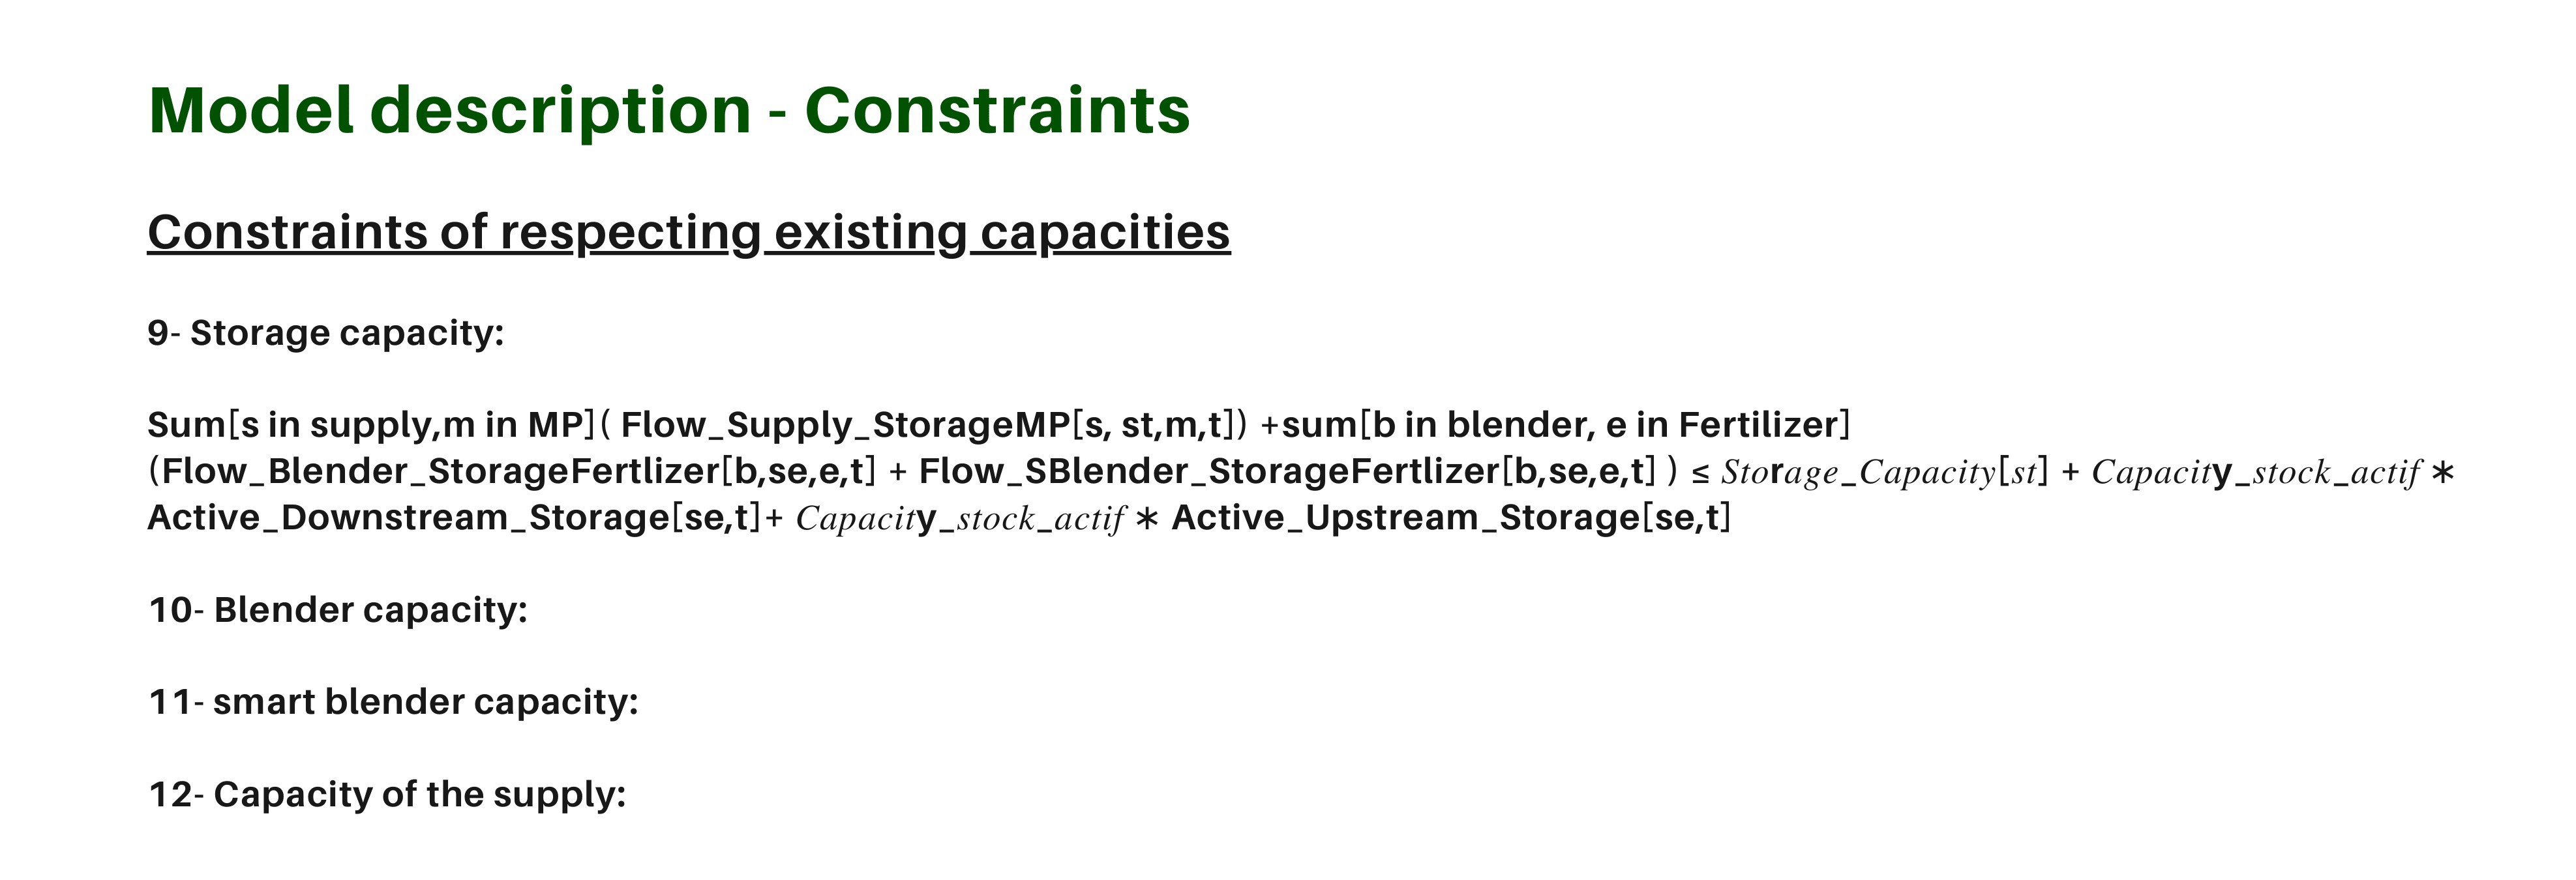 Model description - Constraints
Constraints of respecting existing capacities
9- Storage capacity:
Sum[s in supply,m in MP]( Flow_Supply_StorageMP[s, st,m,t]) +sum[b in blender, e in Fertilizer]
(Flow_Blender_StorageFertlizer[b,se,e,t] + Flow_SBlender_StorageFertlizer[b,se,e,t] ) ≤ Storage_Capacity[st] + Capacity_stock_actif ∗
Active_Downstream_Storage[se,t]+ Capacity_stock_actif ∗ Active_Upstream_Storage[se,t]
10- Blender capacity:
11- smart blender capacity:
12- Capacity of the supply: